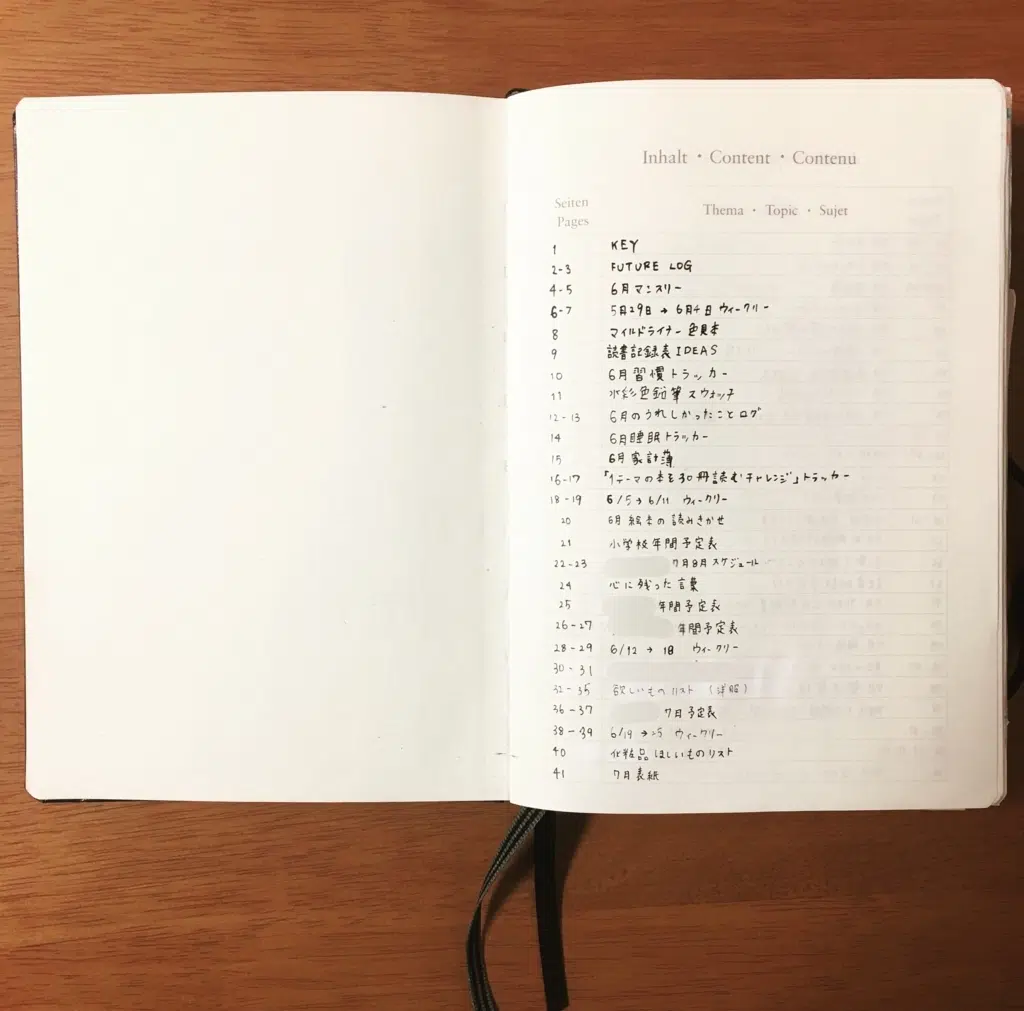 Inhalt · Content · Contenu
Seiten
Pages
Thema · Topic · Sujet
1 KEY
2-3 FUTURE LOG
4-5 6月マンスリー
6-7 5月29日→6月4日 ウィークリー
8 マイルドライナー 色見本
9 読書記録表 IDEAS
10 6月習慣トラッカー
11 水彩色鉛筆スウォッチ
12-13 6月のうれしかったことログ
14 6月睡眠トラッカー
15 6月家計簿
16-17 「1テーマの本を30冊読むチャレンジ」トラッカー
18-19 6/5→6/11 ウィークリー
20 6月 絵本の読みきかせ
21 小学校年間予定表
22-23 7月8月スケジュール
24 心に残った言葉
25 年間予定表
26-27 年間予定表
28-29 6/12→18 ウィークリー
30-31
32-35 欲しいものリスト (洋服)
36-37 7月予定表
38-39 6/19→25 ウィークリー
40 化粧品ほしいものリスト
41 7月表紙